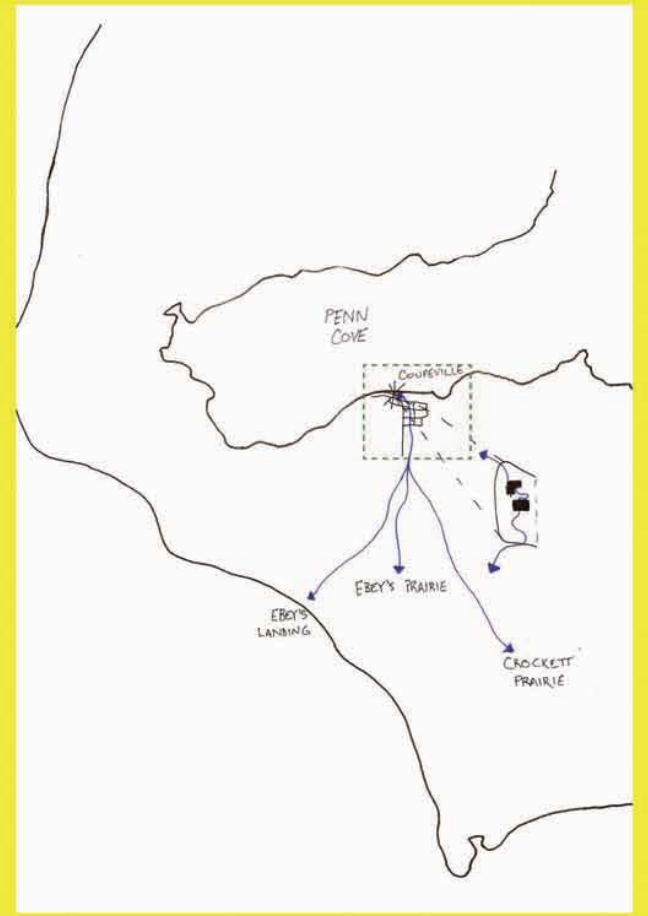 PENN
COVE
COUPEVILLE
EBEY'S PRAIRIE
EBEY'S
LANDING
CROCKETT
PRAIRIE